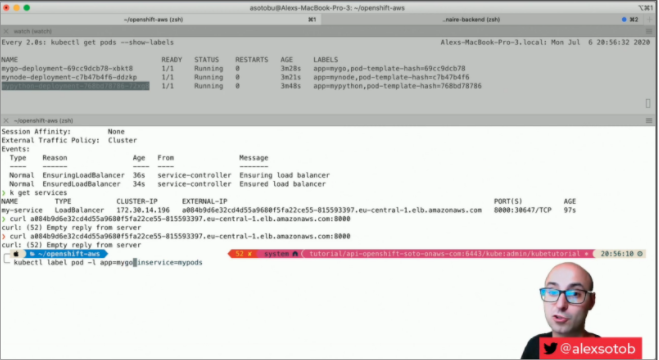 asotobu@Alexs-MacBook-Pro-3: ~/openshift-aws
~/openshift-aws (zsh) ⌘1 ..naire-backend (zsh) ⌘2
watch (watch)
Every 2.0s: kubectl get pods --show-labels Alexs-MacBook-Pro-3.local: Mon Jul 6 20:56:32 2020
NAME READY STATUS RESTARTS AGE LABELS
mygo-deployment-69cc9dcb78-xbkt8 1/1 Running 0 3m28s app=mygo,pod-template-hash=69cc9dcb78
mynode-deployment-c7b47b4f6-ddzkp 1/1 Running 0 3m21s app=mynode,pod-template-hash=c7b47b4f6
1/1 Running 0 2m48s app=mypython,pod-template-hash=768bd78786
~/openshift-aws (zsh)
Session Affinity: None
External Traffic Policy: Cluster
Events:
Type Reason Age From Message
---- ------ ---- ---- -------
Normal EnsuringLoadBalancer 36s service-controller Ensuring load balancer
Normal EnsuredLoadBalancer 34s service-controller Ensured load balancer
❯ k get services
NAME TYPE CLUSTER-IP EXTERNAL-IP PORT(S) AGE
my-service LoadBalancer 172.30.14.196 a084b9d6e32cd4d55a9680f5fa22ce55-815593397.eu-central-1.elb.amazonaws.com 8000:30647/TCP 97s
❯ curl a084b9d6e32cd4d55a9680f5fa22ce55-815593397.eu-central-1.elb.amazonaws.com:8000
curl: (52) Empty reply from server
❯ curl a084b9d6e32cd4d55a9680f5fa22ce55-815593397.eu-central-1.elb.amazonaws.com:8000
curl: (52) Empty reply from server
~/openshift-aws 52 system tutorial/api-openshift-soto-anaws-com:6443/kube:admin/kubetutorial 20:56:10
kubectl label pod -l app=mygo inservice=mypods
@alexsotob